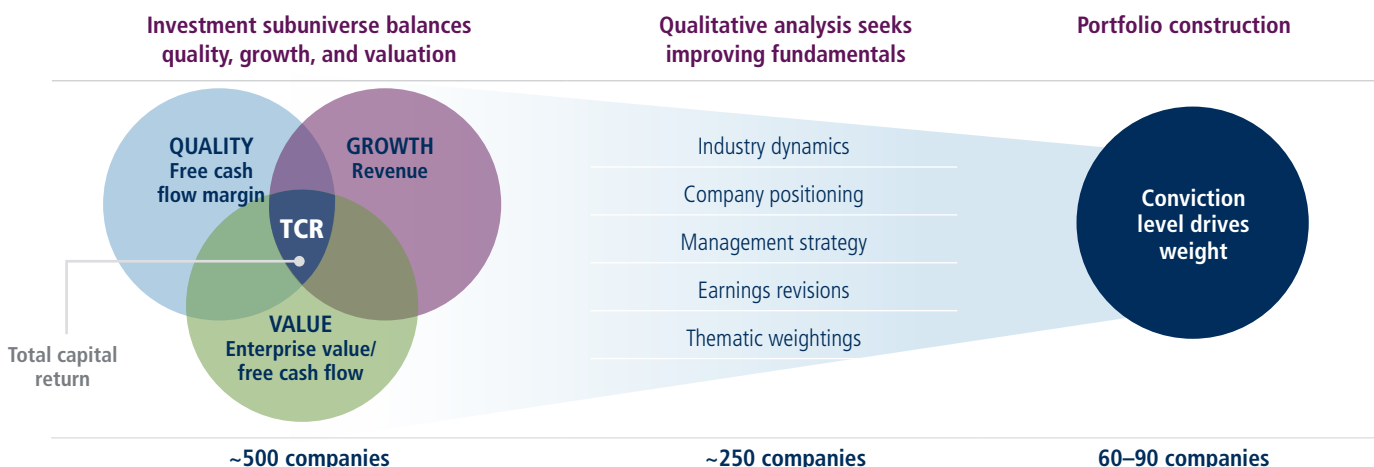 Investment subuniverse balances
quality, growth, and valuation
Qualitative analysis seeks
improving fundamentals
Portfolio construction
QUALITY
Free cash
flow margin
GROWTH
Revenue
TCR
VALUE
Enterprise value/
free cash flow
Total capital
return
Industry dynamics
Company positioning
Management strategy
Earnings revisions
Thematic weightings
Conviction
level drives
weight
~500 companies
~250 companies
60–90 companies